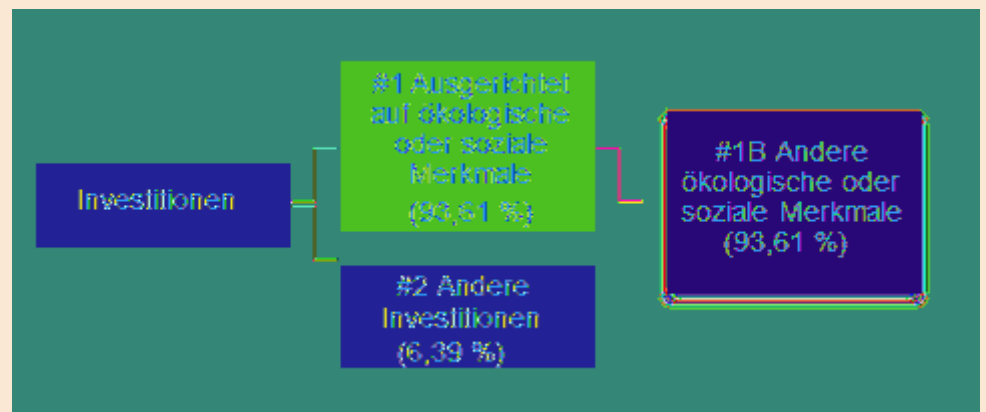 Investitionen
#1 Ausgerichtet
auf ökologische
oder soziale
Merkmale
(93,61 %)
#2 Andere
Investitionen
(6,39 %)
#1B Andere
ökologische oder
soziale Merkmale
(93,61 %)